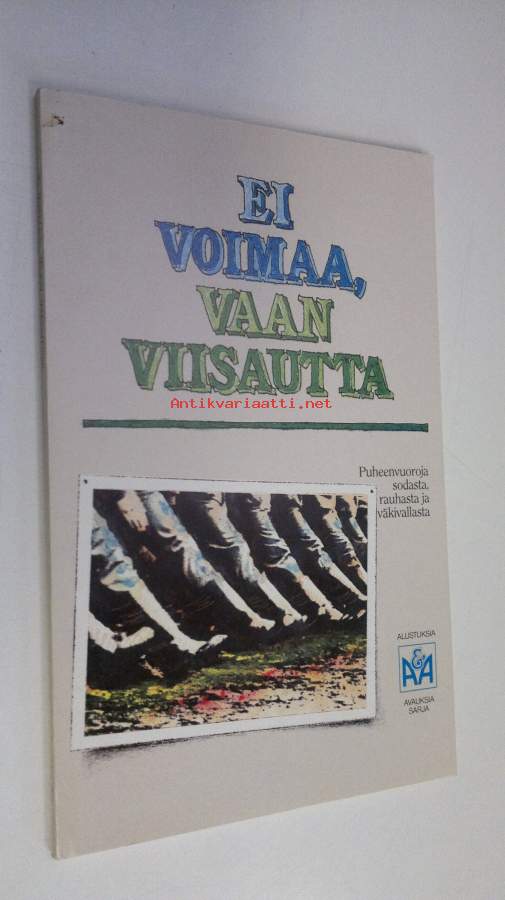 EI
VOIMAA,
VAAN
VIISAUTTA
Antikvariaatti.net
Puheenvuoroja
sodasta,
rauhasta ja
väkivallasta
ALUSTUKSIA
A&A
AVAUKSIA
SARJA